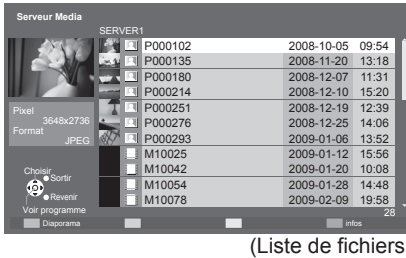 Serveur Media
SERVER1
P000102 2008-10-05 09:54
P000135 2008-11-20 13:18
P000180 2008-12-07 11:31
P000214 2008-12-10 15:20
P000251 2008-12-19 12:39
P000276 2008-12-25 14:06
P000293 2009-01-06 13:52
M10025 2009-01-12 15:56
M10042 2009-01-20 10:08
M10054 2009-01-28 14:48
M10078 2009-02-09 19:58
Pixel
3648x2736
Format
JPEG
Choisir
Sortir
Revenir
Voir programme
28
Diaporama
infos
(Liste de fichiers